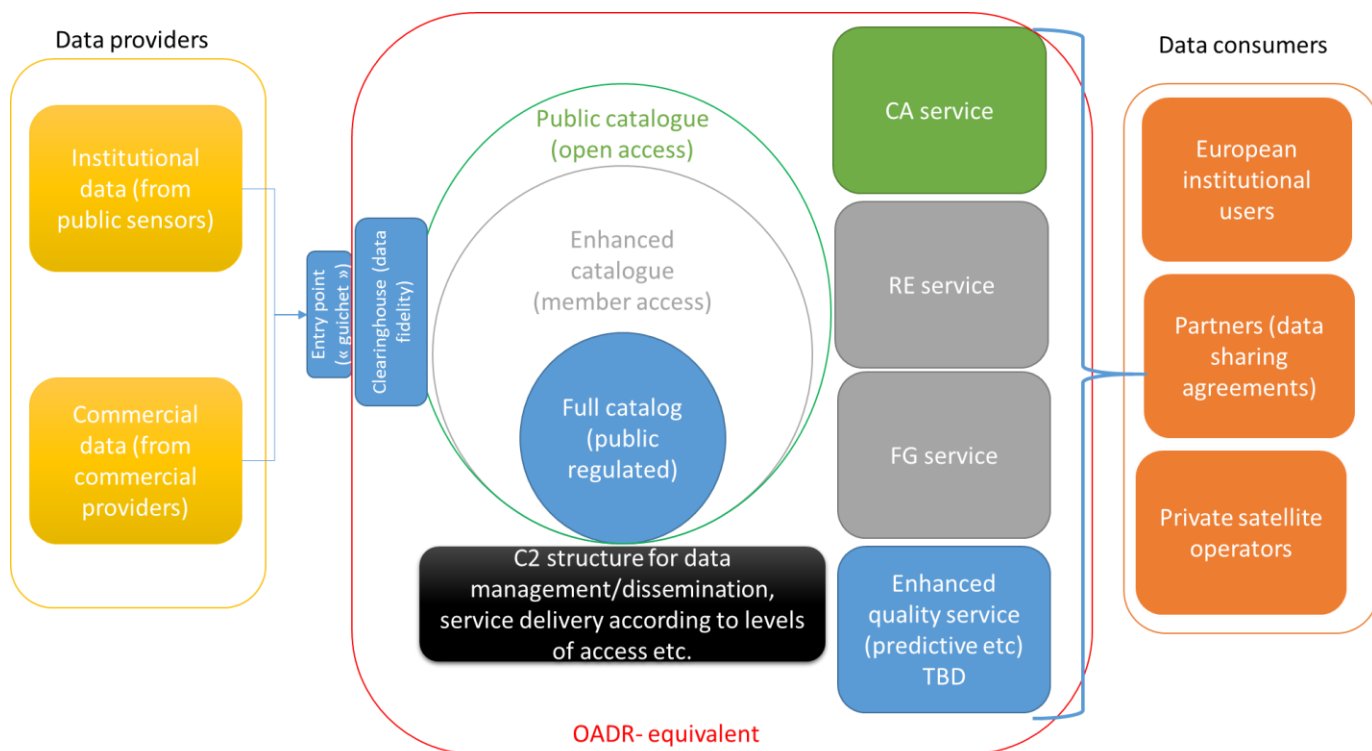 Data providers
Institutional
data (from
public sensors)
Commercial
data (from
commercial
providers)
Entry point
(« guichet »)
Clearinghouse (data
fidelity)
Public catalogue
(open access)
Enhanced
catalogue
(member access)
Full catalog
(public
regulated)
C2 structure for data
management/dissemination,
service delivery according to levels
of access etc.
CA service
RE service
FG service
Enhanced
quality service
(predictive etc)
TBD
OADR- equivalent
Data consumers
European
institutional
users
Partners (data
sharing
agreements)
Private satellite
operators